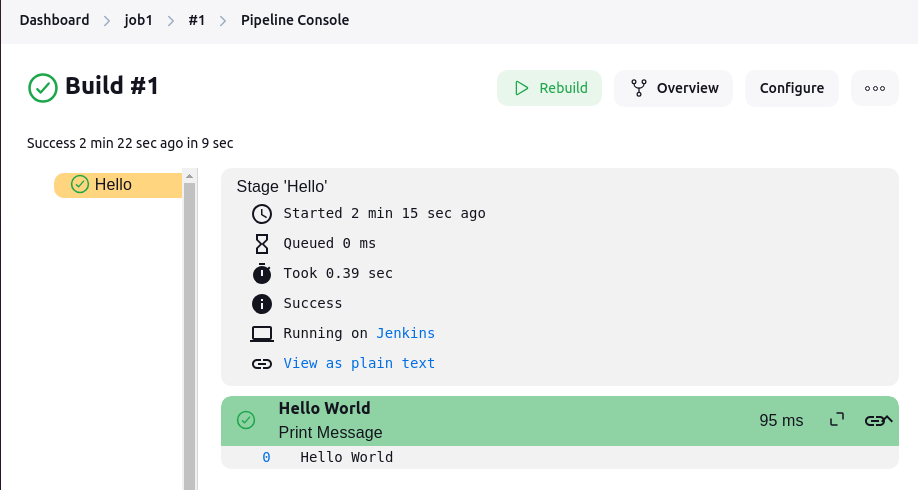 Dashboard > job1 > #1 > Pipeline Console
Build #1
Rebuild
Overview
Configure
Success 2 min 22 sec ago in 9 sec
Hello
Stage 'Hello'
Started 2 min 15 sec ago
Queued 0 ms
Took 0.39 sec
Success
Running on Jenkins
View as plain text
Hello World
Print Message
95 ms
0 Hello World